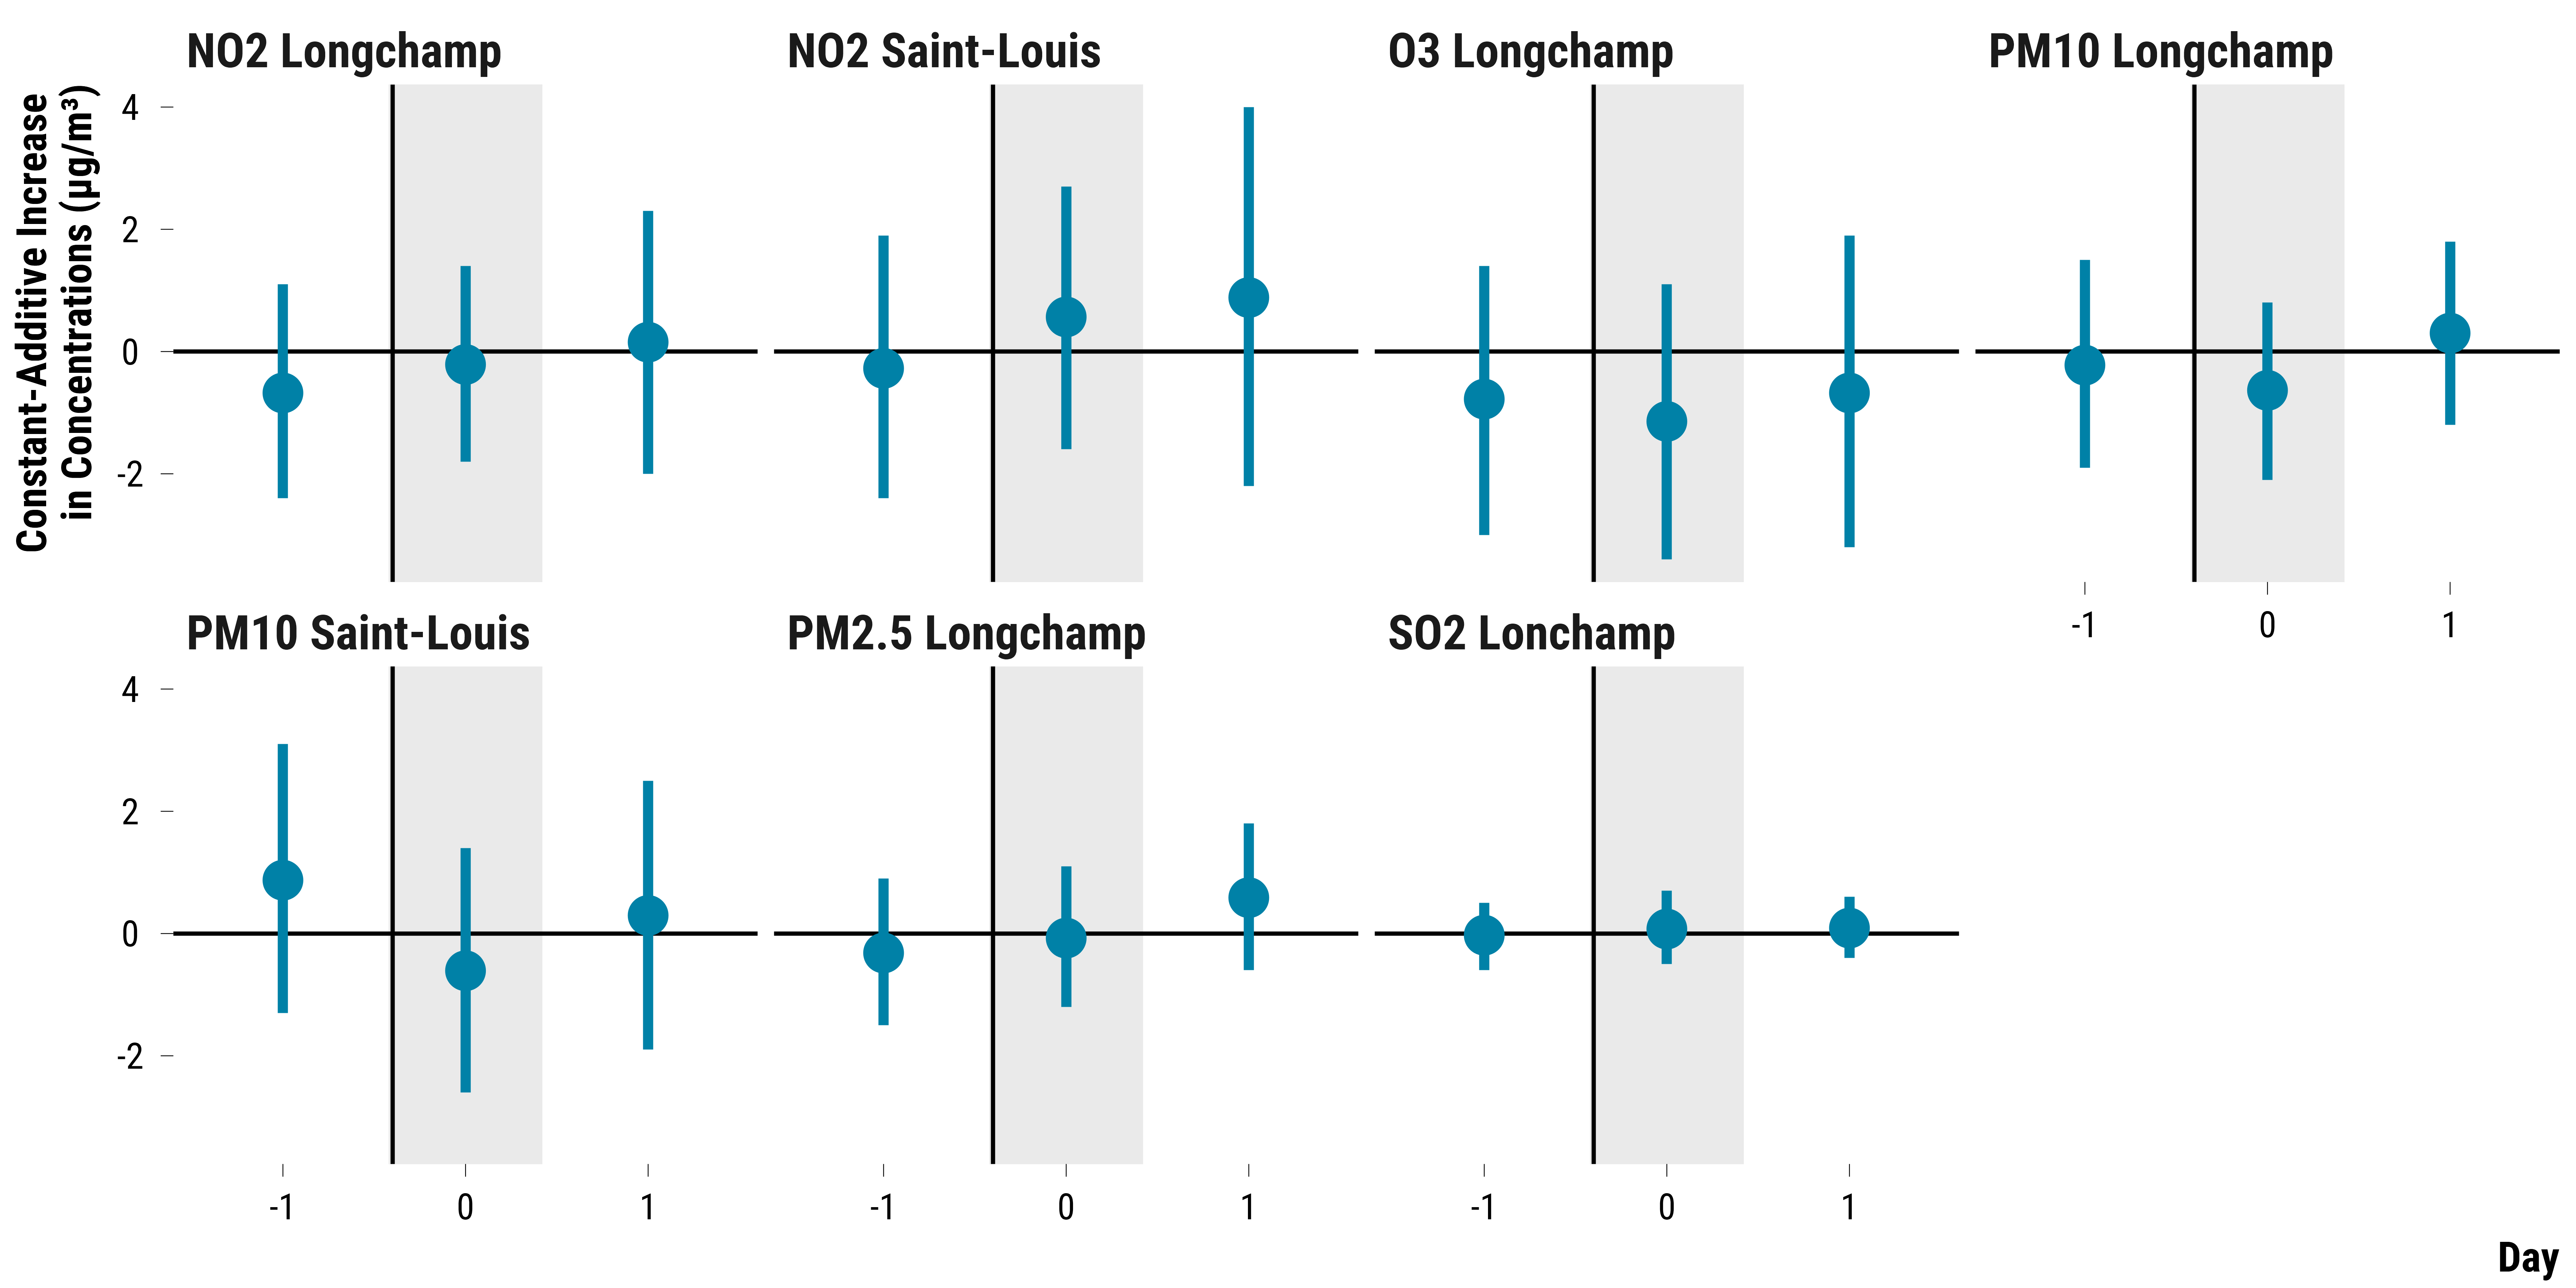 NO2 Longchamp
NO2 Saint-Louis
O3 Longchamp
PM10 Longchamp
Constant-Additive Increase
in Concentrations (µg/m³)
4
2
0
-2
-1
0
1
PM10 Saint-Louis
PM2.5 Longchamp
SO2 Lonchamp
4
2
0
-2
-1
0
1
-1
0
1
-1
0
1
Day